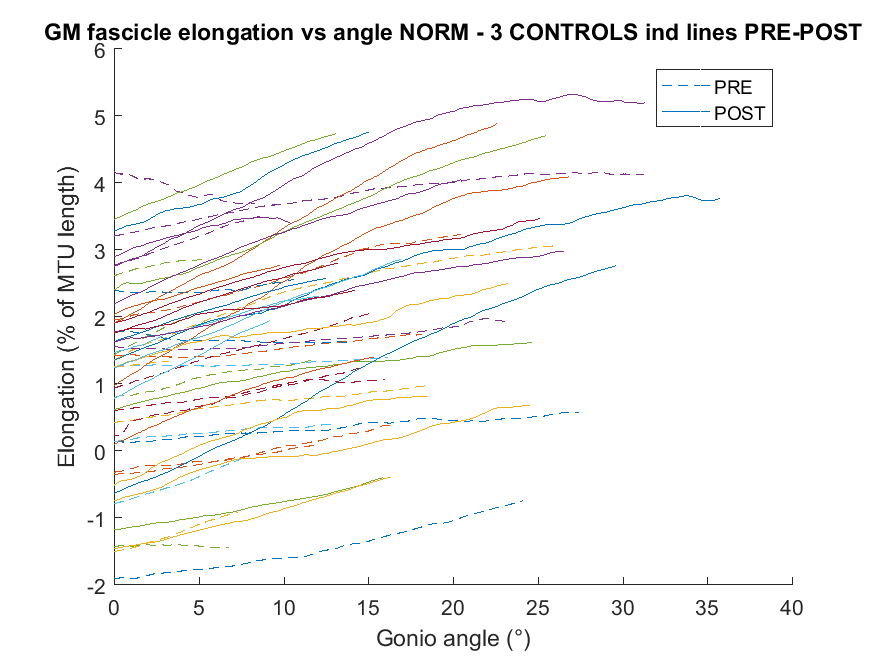 GM fascicle elongation vs angle NORM - 3 CONTROLS ind lines PRE-POST
6
5
4
3
2
1
0
-1
-2
Elongation (% of MTU length)
PRE
POST
0 5 10 15 20 25 30 35 40
Gonio angle (°)